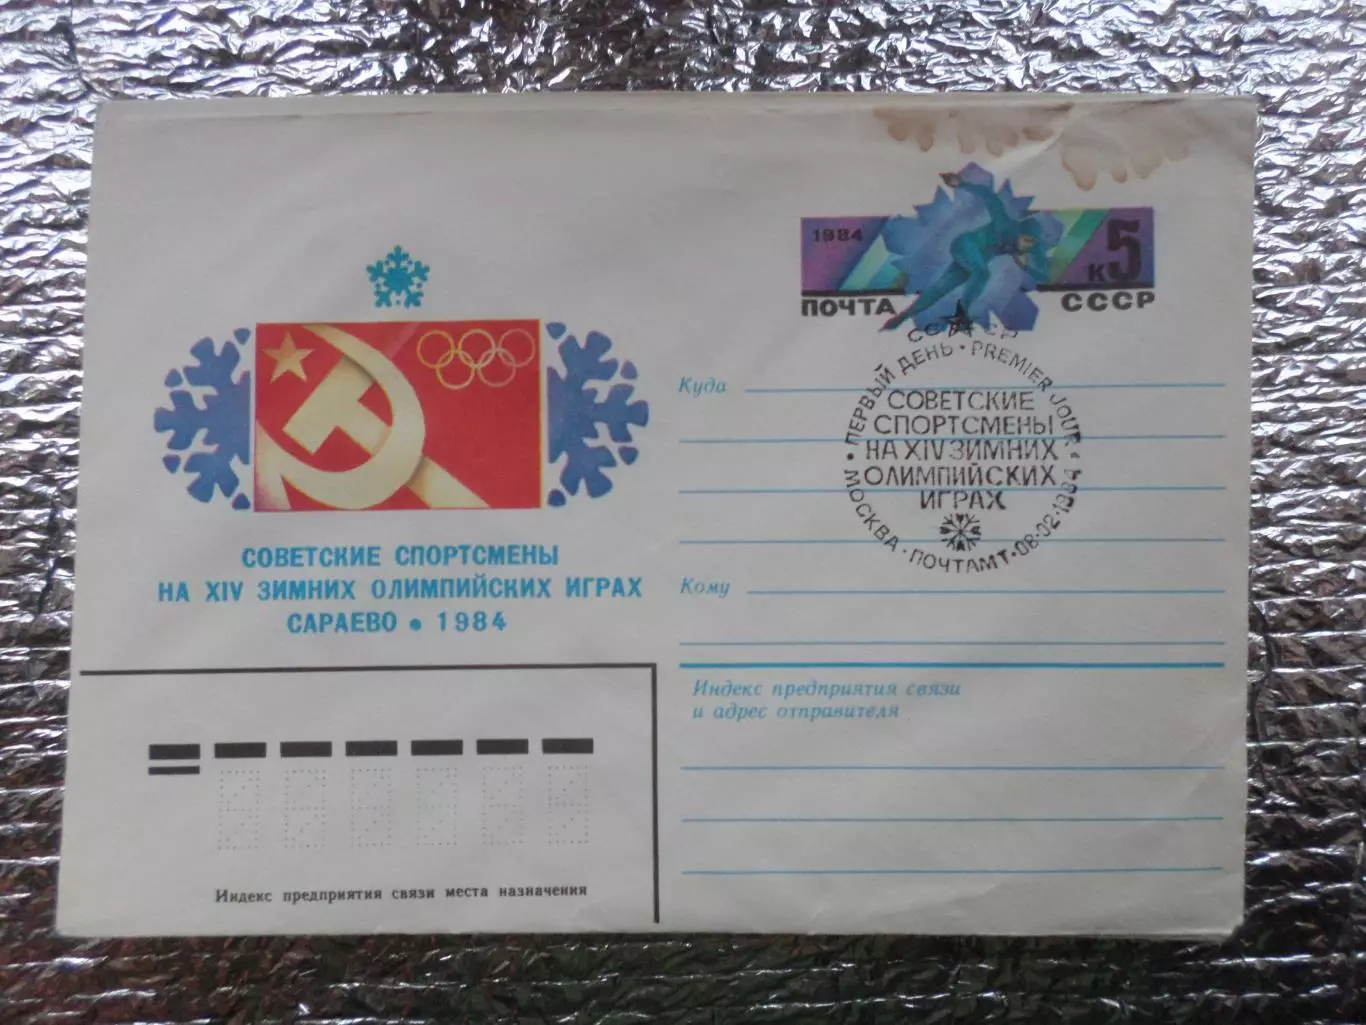 1984
5
К
ПОЧТА
СССР
СОВЕТСКИЕ СПОРТСМЕНЫ
НА XIV ЗИМНИХ ОЛИМПИЙСКИХ ИГРАХ
САРАЕВО • 1984
Куда
СССР
ПЕРВЫЙ ДЕНЬ • PREMIER JOUR •
СОВЕТСКИЕ
СПОРТСМЕНЫ
НА XIV ЗИМНИХ
ОЛИМПИЙСКИХ
ИГРАХ
МОСКВА • ПОЧТАМТ • 08·02·1984
Кому
Индекс предприятия связи
и адрес отправителя
Индекс предприятия связи места назначения